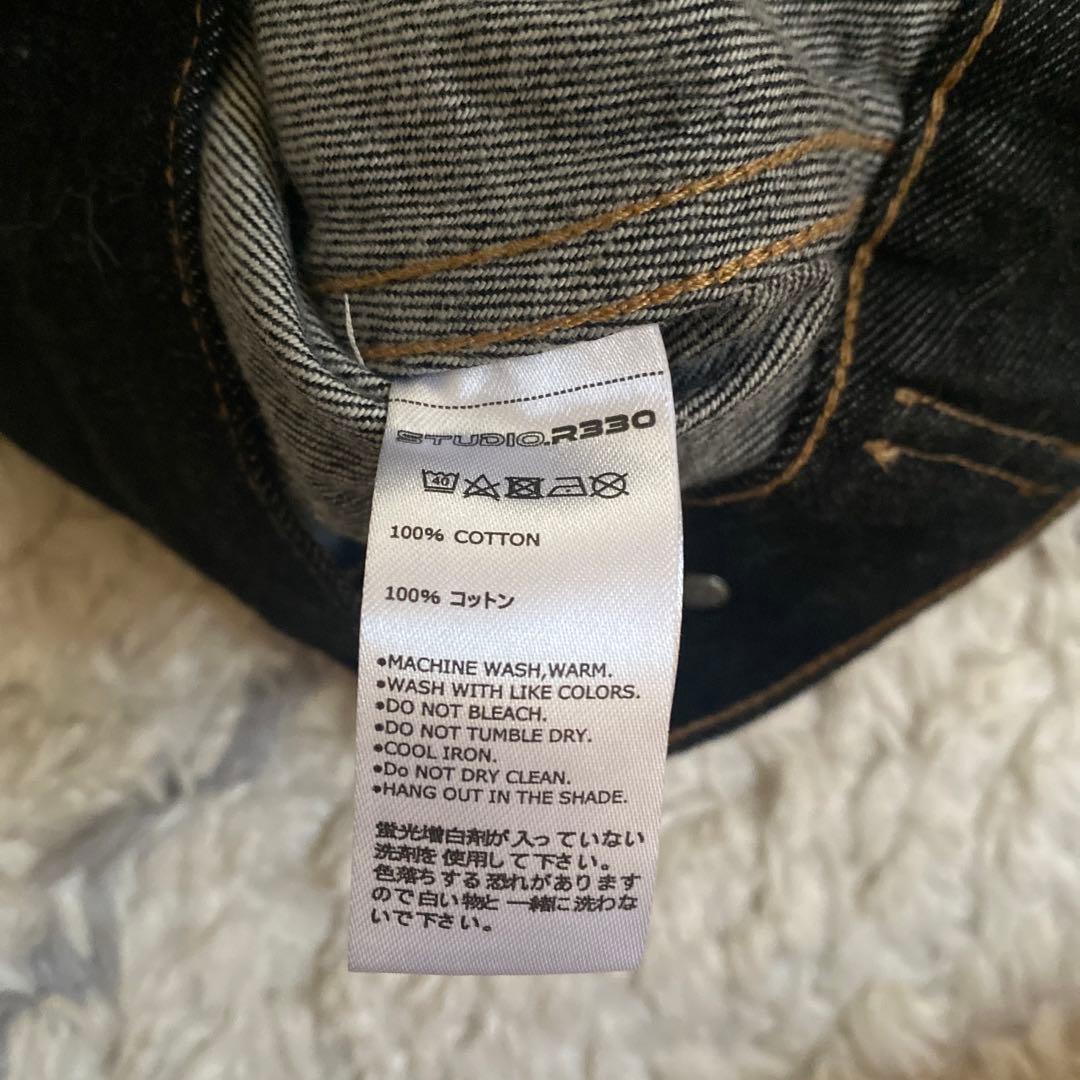 STUDIO.R330
40
100% COTTON
100% コットン
•MACHINE WASH,WARM.
•WASH WITH LIKE COLORS.
•DO NOT BLEACH.
•DO NOT TUMBLE DRY.
•COOL IRON.
•Do NOT DRY CLEAN.
•HANG OUT IN THE SHADE.
蛍光増白剤が入っていない
洗剤を使用して下さい。
色落ちする恐れがあります
ので白い物と一緒に洗わな
いで下さい。